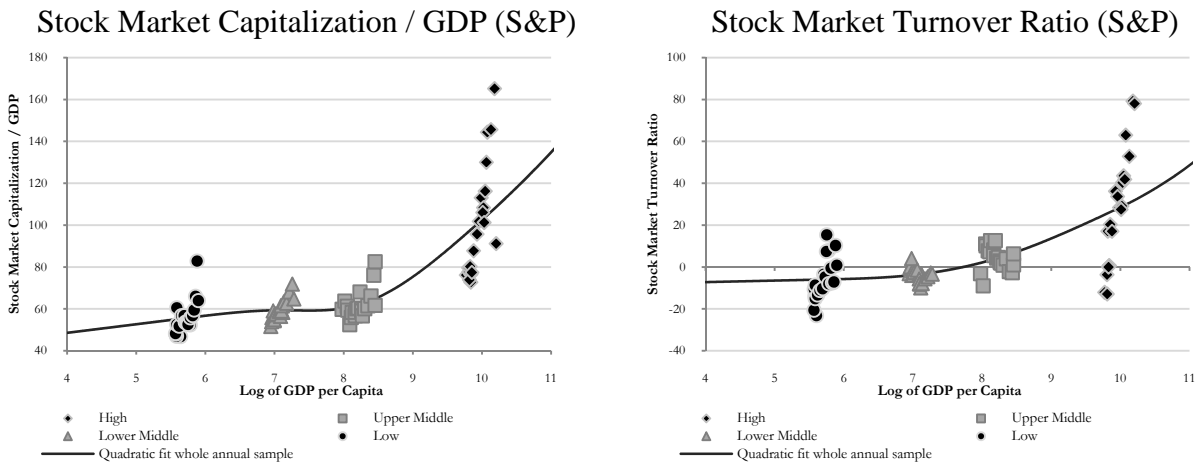 Stock Market Capitalization / GDP (S&P)
180
160
140
120
100
80
60
40
Stock Market Capitalization / GDP
4 5 6 7 8 9 10 11
Log of GDP per Capita
High Upper Middle
Lower Middle Low
Quadratic fit whole annual sample
Stock Market Turnover Ratio (S&P)
100
80
60
40
20
0
-20
-40
Stock Market Turnover Ratio
4 5 6 7 8 9 10 11
Log of GDP per Capita
High Upper Middle
Lower Middle Low
Quadratic fit whole annual sample